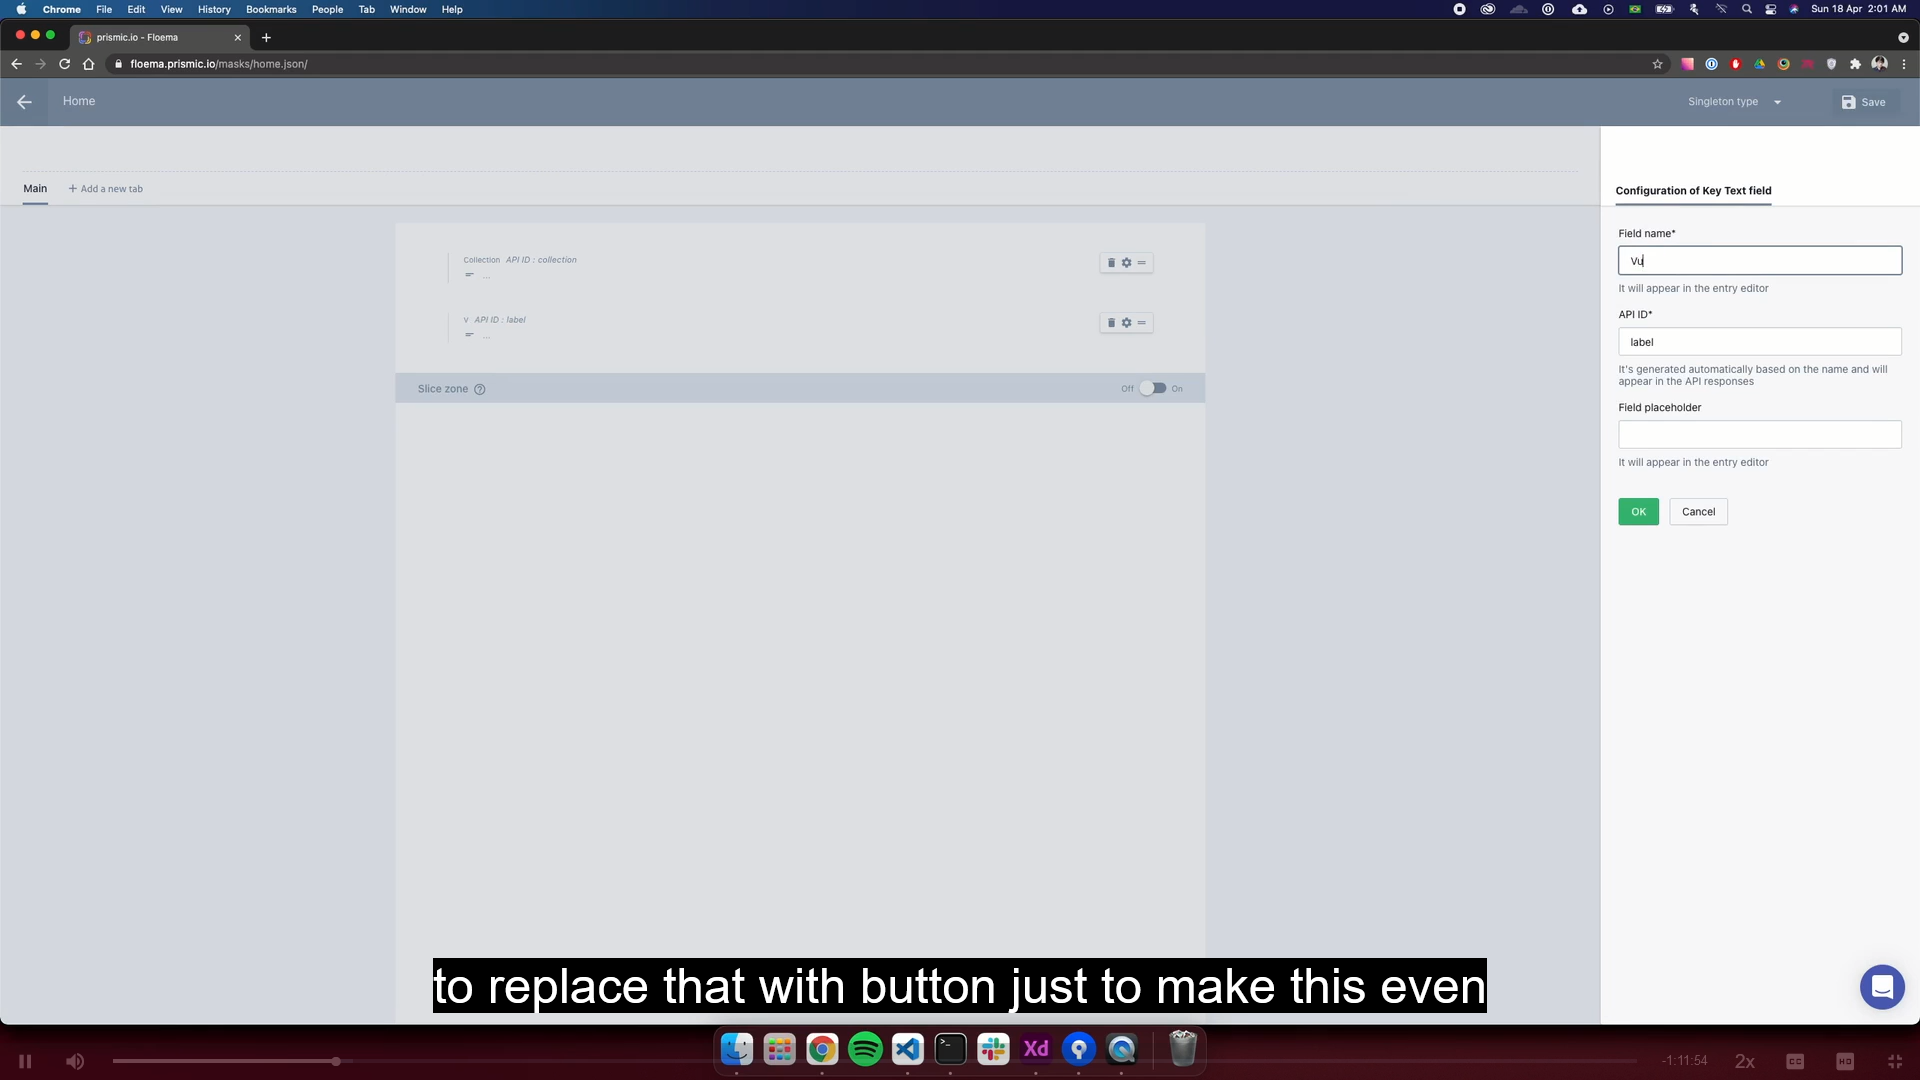 Chrome File Edit View History Bookmarks People Tab Window Help
Sun 18 Apr 2:01 AM
prismic.io - Floema
floema.prismic.io/masks/home.json/
Home
Singleton type
Save
Main
+ Add a new tab
Configuration of Key Text field
Collection API ID : collection
...
V API ID : label
...
Slice zone ?
Off On
Field name*
Vu
It will appear in the entry editor
API ID*
label
It's generated automatically based on the name and will
appear in the API responses
Field placeholder
It will appear in the entry editor
OK
Cancel
to replace that with button just to make this even
Xd
-1:11:54
2x
CC
HD